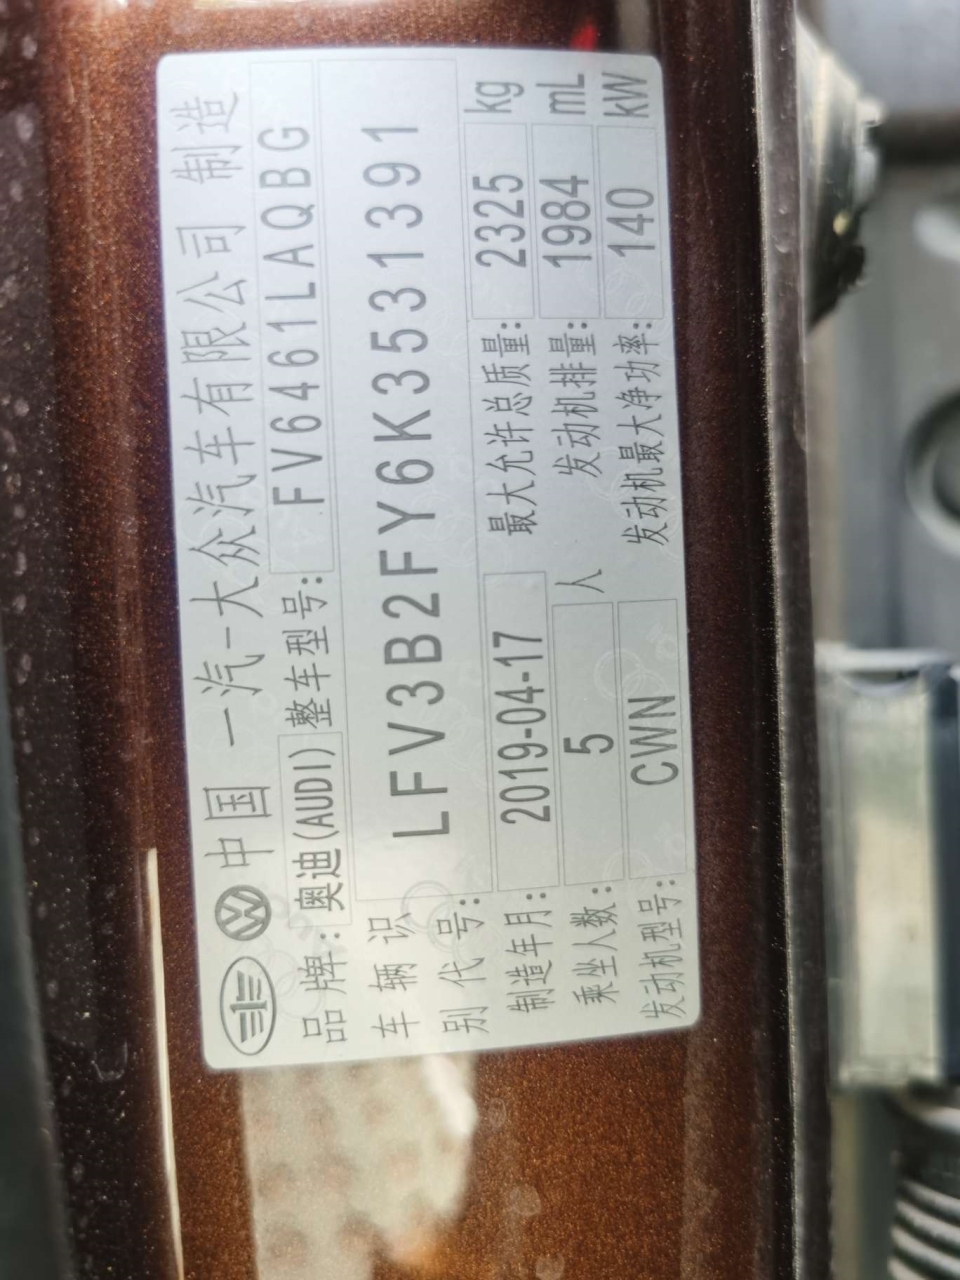 中国 一汽-大众汽车有限公司 制造
品牌: 奥迪(AUDI) 整车型号: FV6461LAQBG
车辆识别代号: LFV3B2FY6K3531391
制造年月: 2019-04-17 最大允许总质量: 2325 kg
乘坐人数: 5 人 发动机排量: 1984 mL
发动机型号: CWN 发动机最大净功率: 140 kW